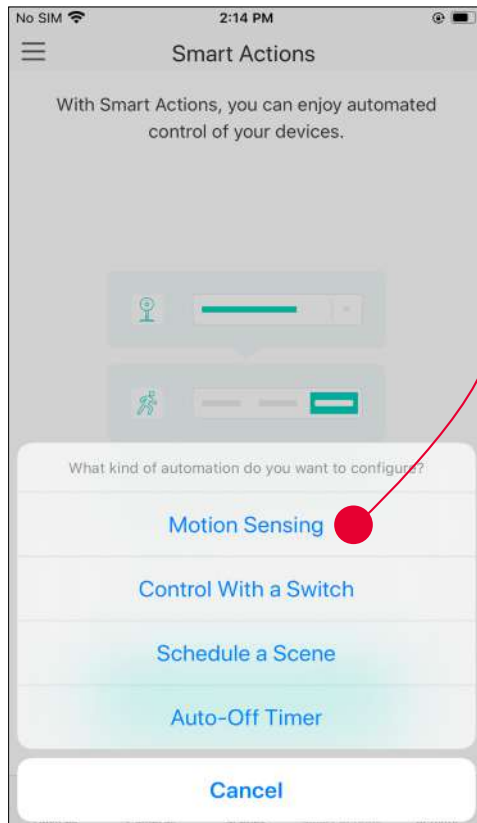 No SIM 2:14 PM
Smart Actions
With Smart Actions, you can enjoy automated
control of your devices.
What kind of automation do you want to configure?
Motion Sensing
Control With a Switch
Schedule a Scene
Auto-Off Timer
Cancel